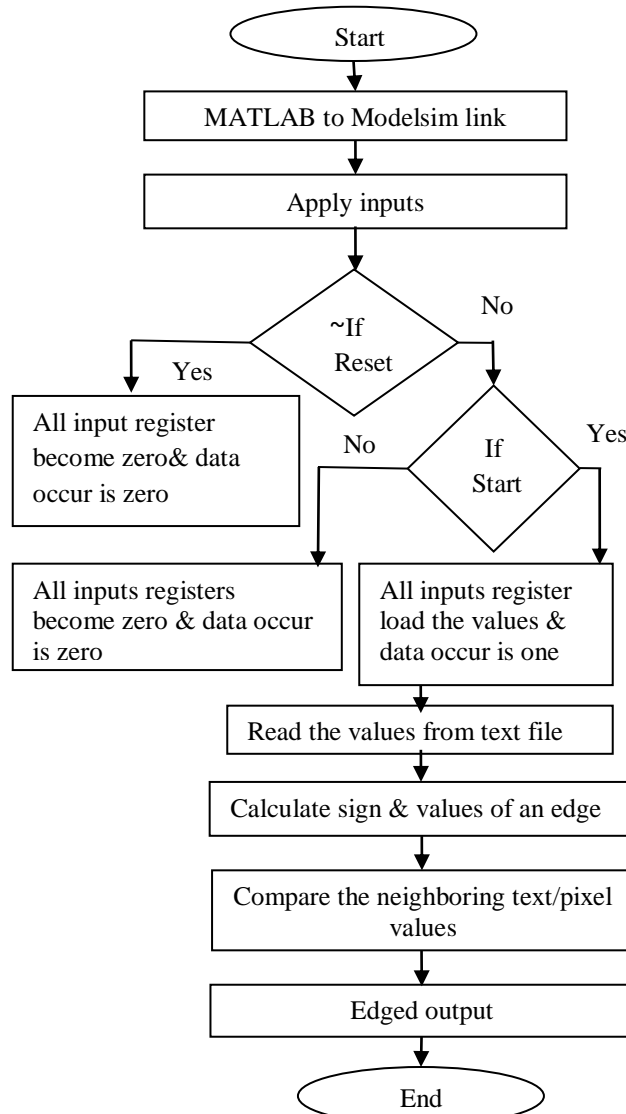 Start
MATLAB to Modelsim link
Apply inputs
~If
Reset
No
Yes
All input register
become zero& data
occur is zero
If
Start
No
Yes
All inputs registers
become zero & data occur
is zero
All inputs register
load the values &
data occur is one
Read the values from text file
Calculate sign & values of an edge
Compare the neighboring text/pixel
values
Edged output
End